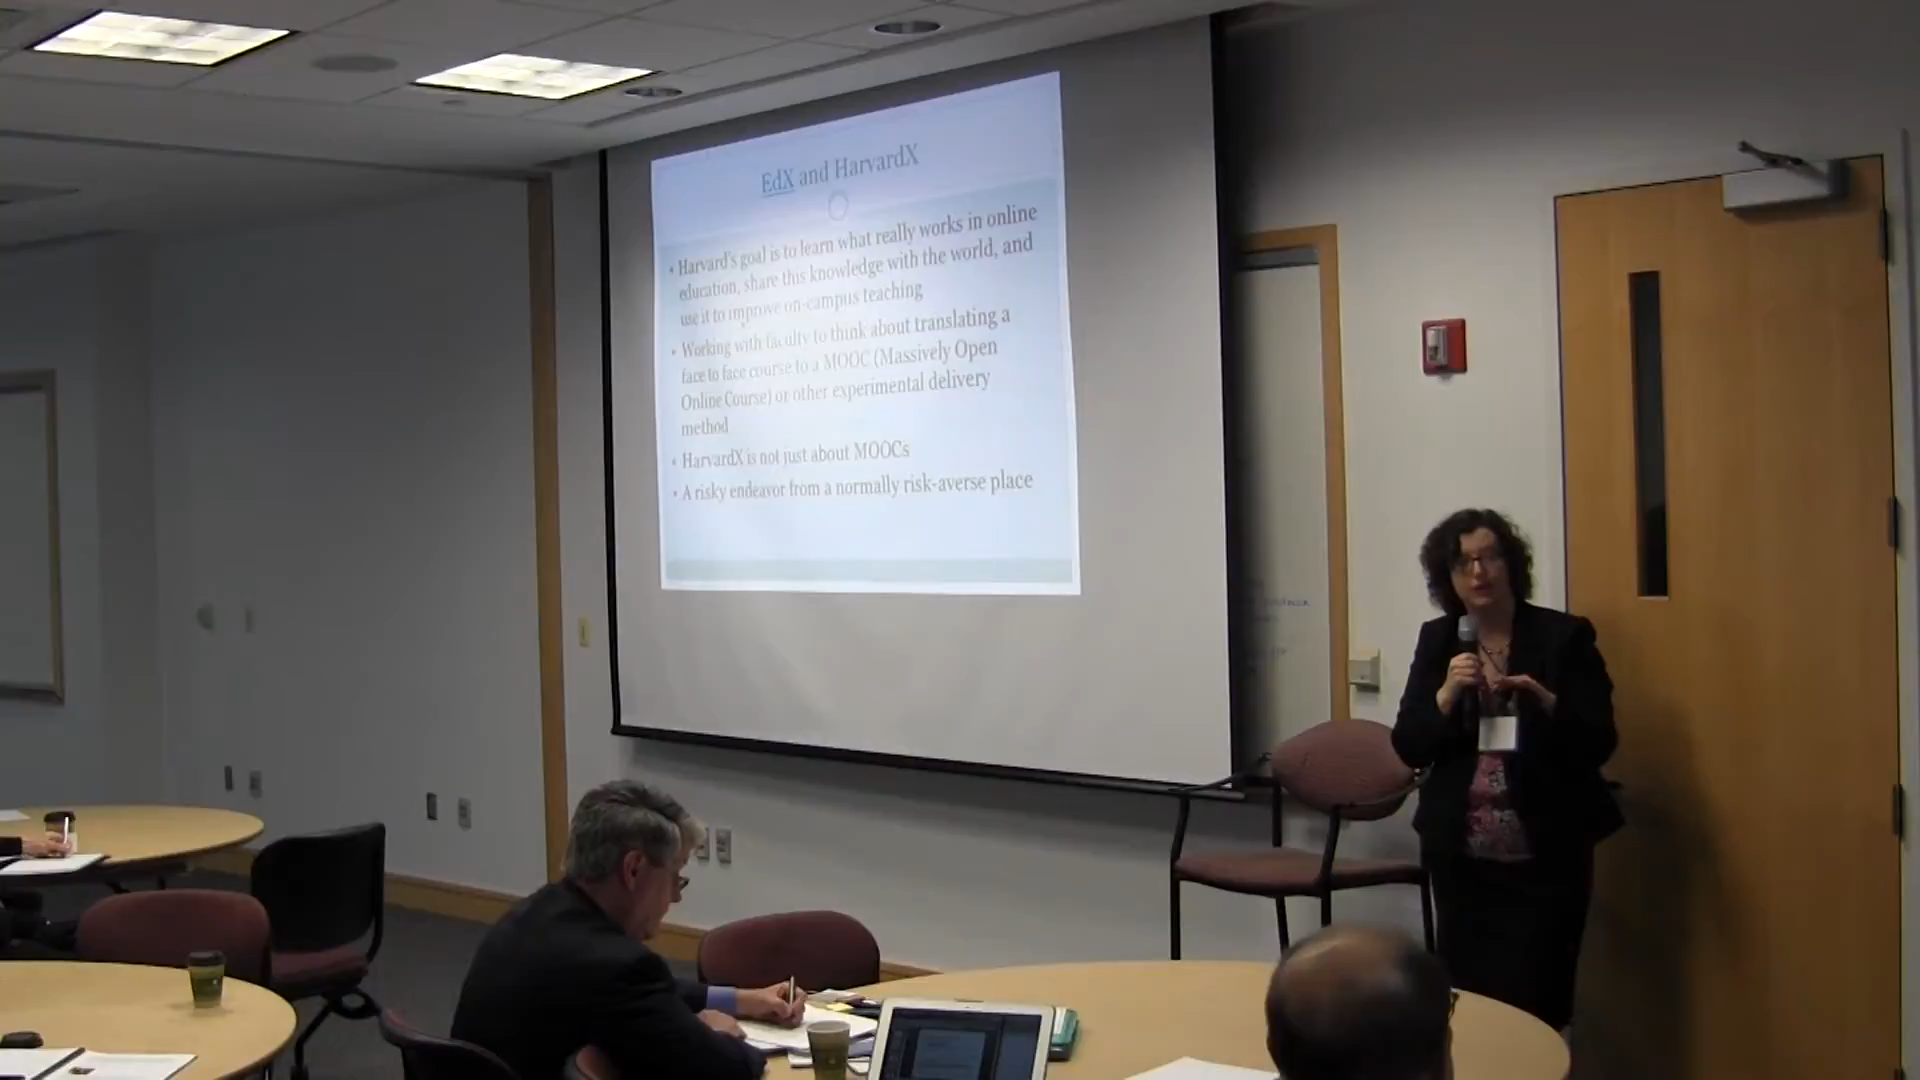 EdX and HarvardX
• Harvard's goal is to learn what really works in online
education, share this knowledge with the world, and
use it to improve on-campus teaching
• Working with faculty to think about translating a
face to face course to a MOOC (Massively Open
Online Course) or other experimental delivery
method
• HarvardX is not just about MOOCs
• A risky endeavor from a normally risk-averse place